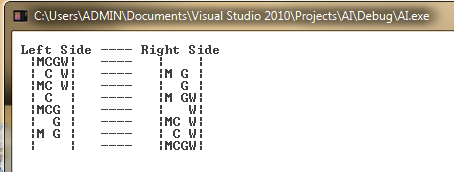 C:\Users\ADMIN\Documents\Visual Studio 2010\Projects\AI\Debug\AI.exe
Left Side ---- Right Side
¦MCGW¦ ---- ¦    ¦
¦ C W¦ ---- ¦M G ¦
¦MC W¦ ---- ¦  G ¦
¦ C  ¦ ---- ¦M GW¦
¦MCG ¦ ---- ¦   W¦
¦  G ¦ ---- ¦MC W¦
¦M G ¦ ---- ¦ C W¦
¦    ¦ ---- ¦MCGW¦